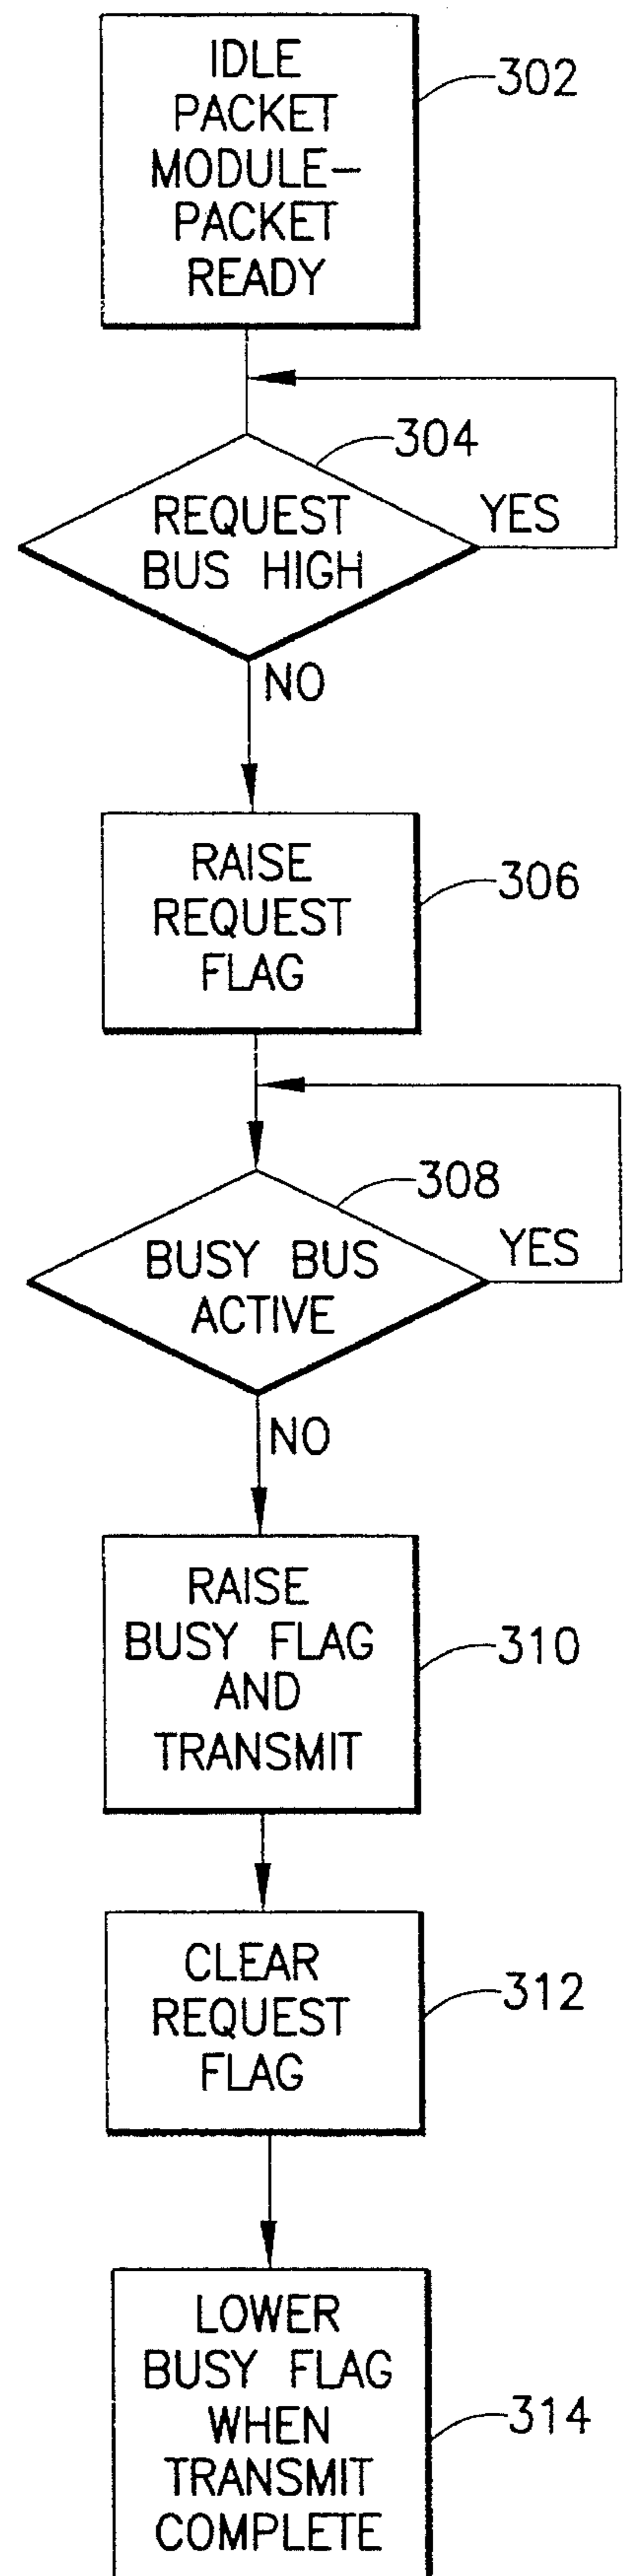 IDLE
PACKET
MODULE-
PACKET
READY
302
304
REQUEST
BUS HIGH
YES
NO
RAISE
REQUEST
FLAG
306
308
BUSY BUS
ACTIVE
YES
NO
RAISE
BUSY FLAG
AND
TRANSMIT
310
CLEAR
REQUEST
FLAG
312
LOWER
BUSY FLAG
WHEN
TRANSMIT
COMPLETE
314